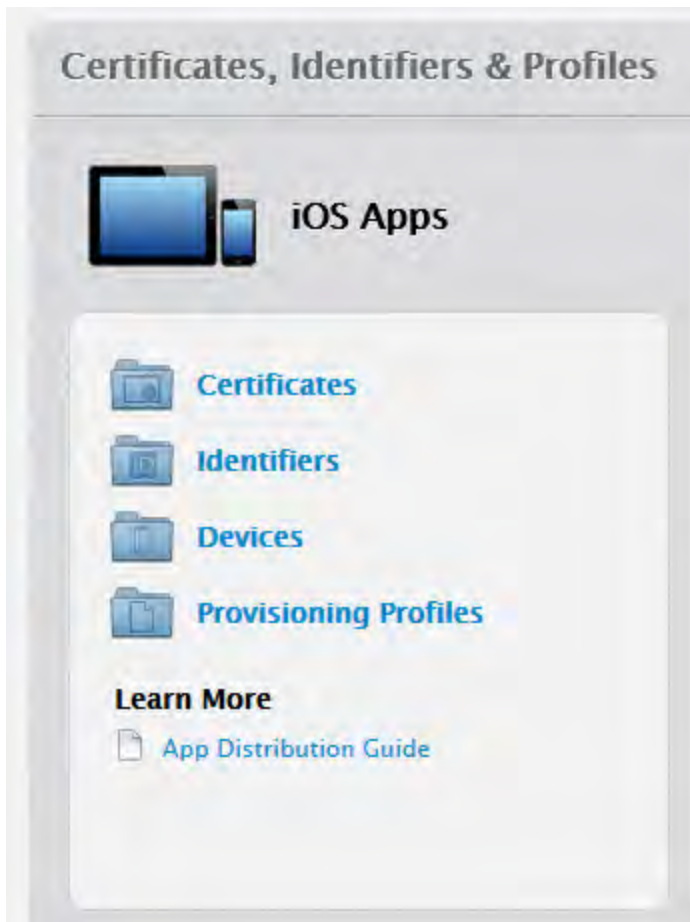 Certificates, Identifiers & Profiles
iOS Apps
Certificates
Identifiers
Devices
Provisioning Profiles
Learn More
App Distribution Guide